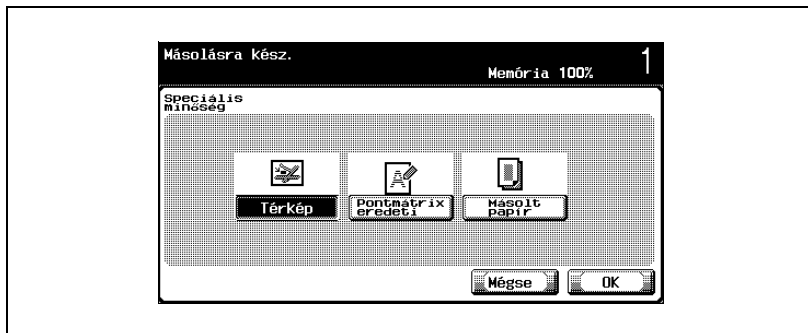 Másolásra kész.
Memória 100%
1
Speciális
minőség
Térkép
Pontmátrix
eredeti
Másolt
papír
Mégse
OK